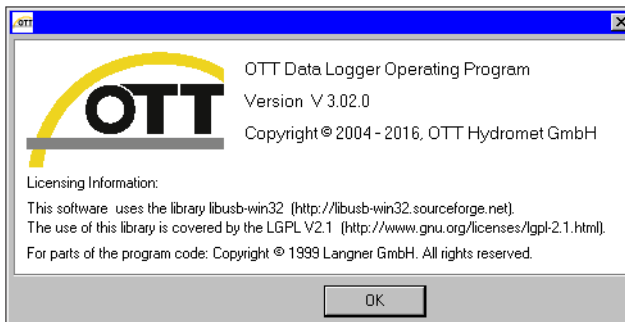 OTT
OTT Data Logger Operating Program
Version V 3.02.0
Copyright © 2004 - 2016, OTT Hydromet GmbH
OTT
Licensing Information:
This software uses the library libusb-win32 (http://libusb-win32.sourceforge.net).
The use of this library is covered by the LGPL V2.1 (http://www.gnu.org/licenses/lgpl-2.1.html).
For parts of the program code: Copyright © 1999 Langner GmbH. All rights reserved.
OK